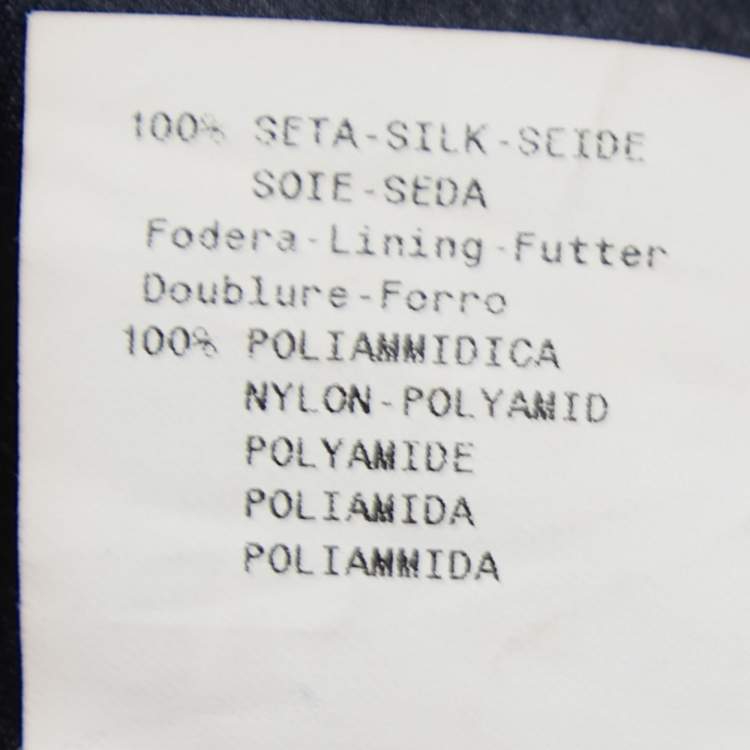 100% SETA-SILK-SEIDE
SOIE-SEDA
Fodera-Lining-Futter
Doublure-Forro
100% POLIAMMIDICA
NYLON-POLYAMID
POLYAMIDE
POLIAMIDA
POLIAMMIDA